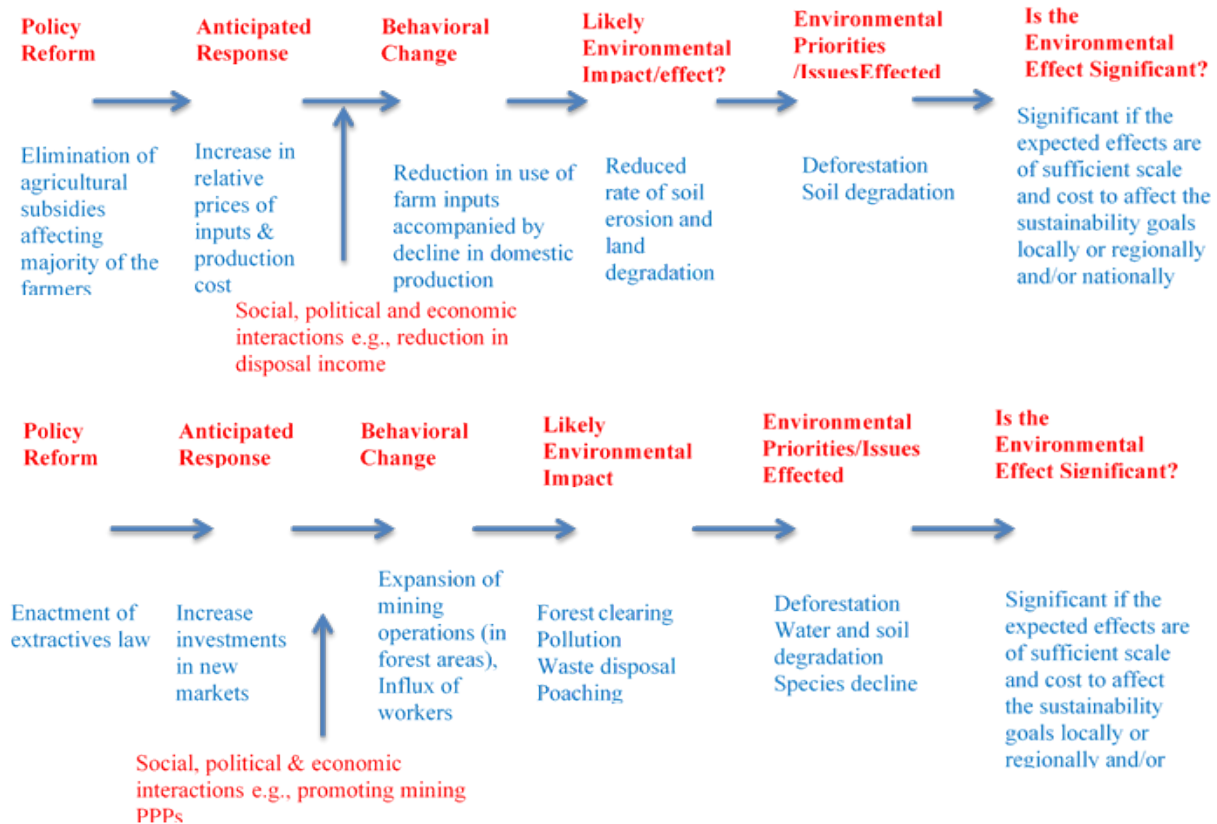 Policy
Reform
Anticipated
Response
Behavioral
Change
Likely
Environmental
Impact/effect?
Environmental
Priorities
/IssuesEffected
Is the
Environmental
Effect Significant?
Elimination of
agricultural
subsidies
affecting
majority of the
farmers
Increase in
relative
prices of
inputs &
production
cost
Reduction in use of
farm inputs
accompanied by
decline in domestic
production
Reduced
rate of soil
erosion and
land
degradation
Deforestation
Soil degradation
Significant if the
expected effects are
of sufficient scale
and cost to affect the
sustainability goals
locally or regionally
and/or nationally
Social, political and economic
interactions e.g., reduction in
disposal income
Policy
Reform
Anticipated
Response
Behavioral
Change
Likely
Environmental
Impact
Environmental
Priorities/Issues
Effected
Is the
Environmental
Effect Significant?
Enactment of
extractives law
Increase
investments
in new
markets
Expansion of
mining
operations (in
forest areas),
Influx of
workers
Forest clearing
Pollution
Waste disposal
Poaching
Deforestation
Water and soil
degradation
Species decline
Significant if the
expected effects are
of sufficient scale
and cost to affect
the sustainability
goals locally or
regionally and/or
Social, political & economic
interactions e.g., promoting mining
PPPs